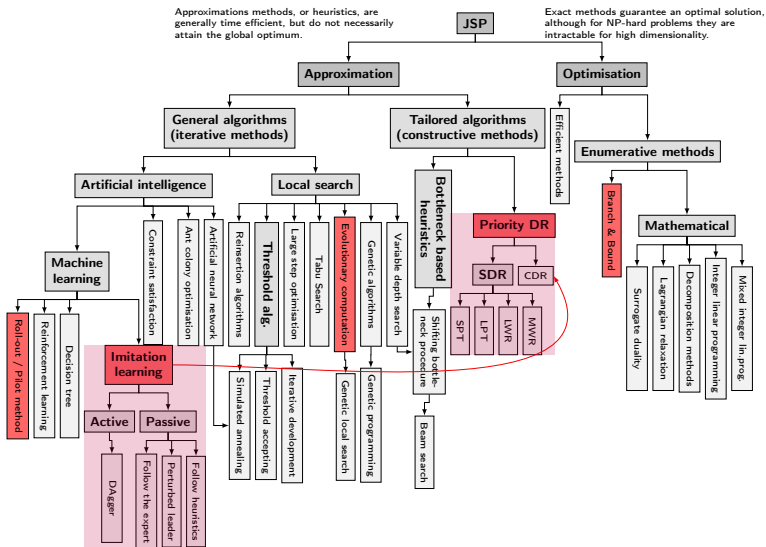 Approximations methods, or heuristics, are
generally time efficient, but do not necessarily
attain the global optimum.
JSP
Exact methods guarantee an optimal solution,
although for NP-hard problems they are
intractable for high dimensionality.
Approximation
Optimisation
General algorithms
(iterative methods)
Tailored algorithms
(constructive methods)
Efficient methods
Enumerative methods
Artificial intelligence
Local search
Bottleneck based
heuristics
Priority DR
Branch & Bound
Mathematical
Machine
learning
Constraint satisfaction
Ant colony optimisation
Artificial neural network
Reinsertion algorithms
Threshold alg.
Large step optimisation
Tabu Search
Evolutionary computation
Genetic algorithms
Variable depth search
SDR
CDR
Surrogate duality
Lagrangian relaxation
Decomposition methods
Integer linear programming
Mixed integer lin.prog.
Roll-out / Pilot method
Reinforcement learning
Decision tree
Imitation
learning
Shifting bottle-
neck procedure
SPT
LPT
LWR
MWR
Simulated annealing
Threshold accepting
Iterative development
Genetic local search
Genetic programming
Beam search
Active
Passive
DAgger
Follow the expert
Perturbed leader
Follow heuristics